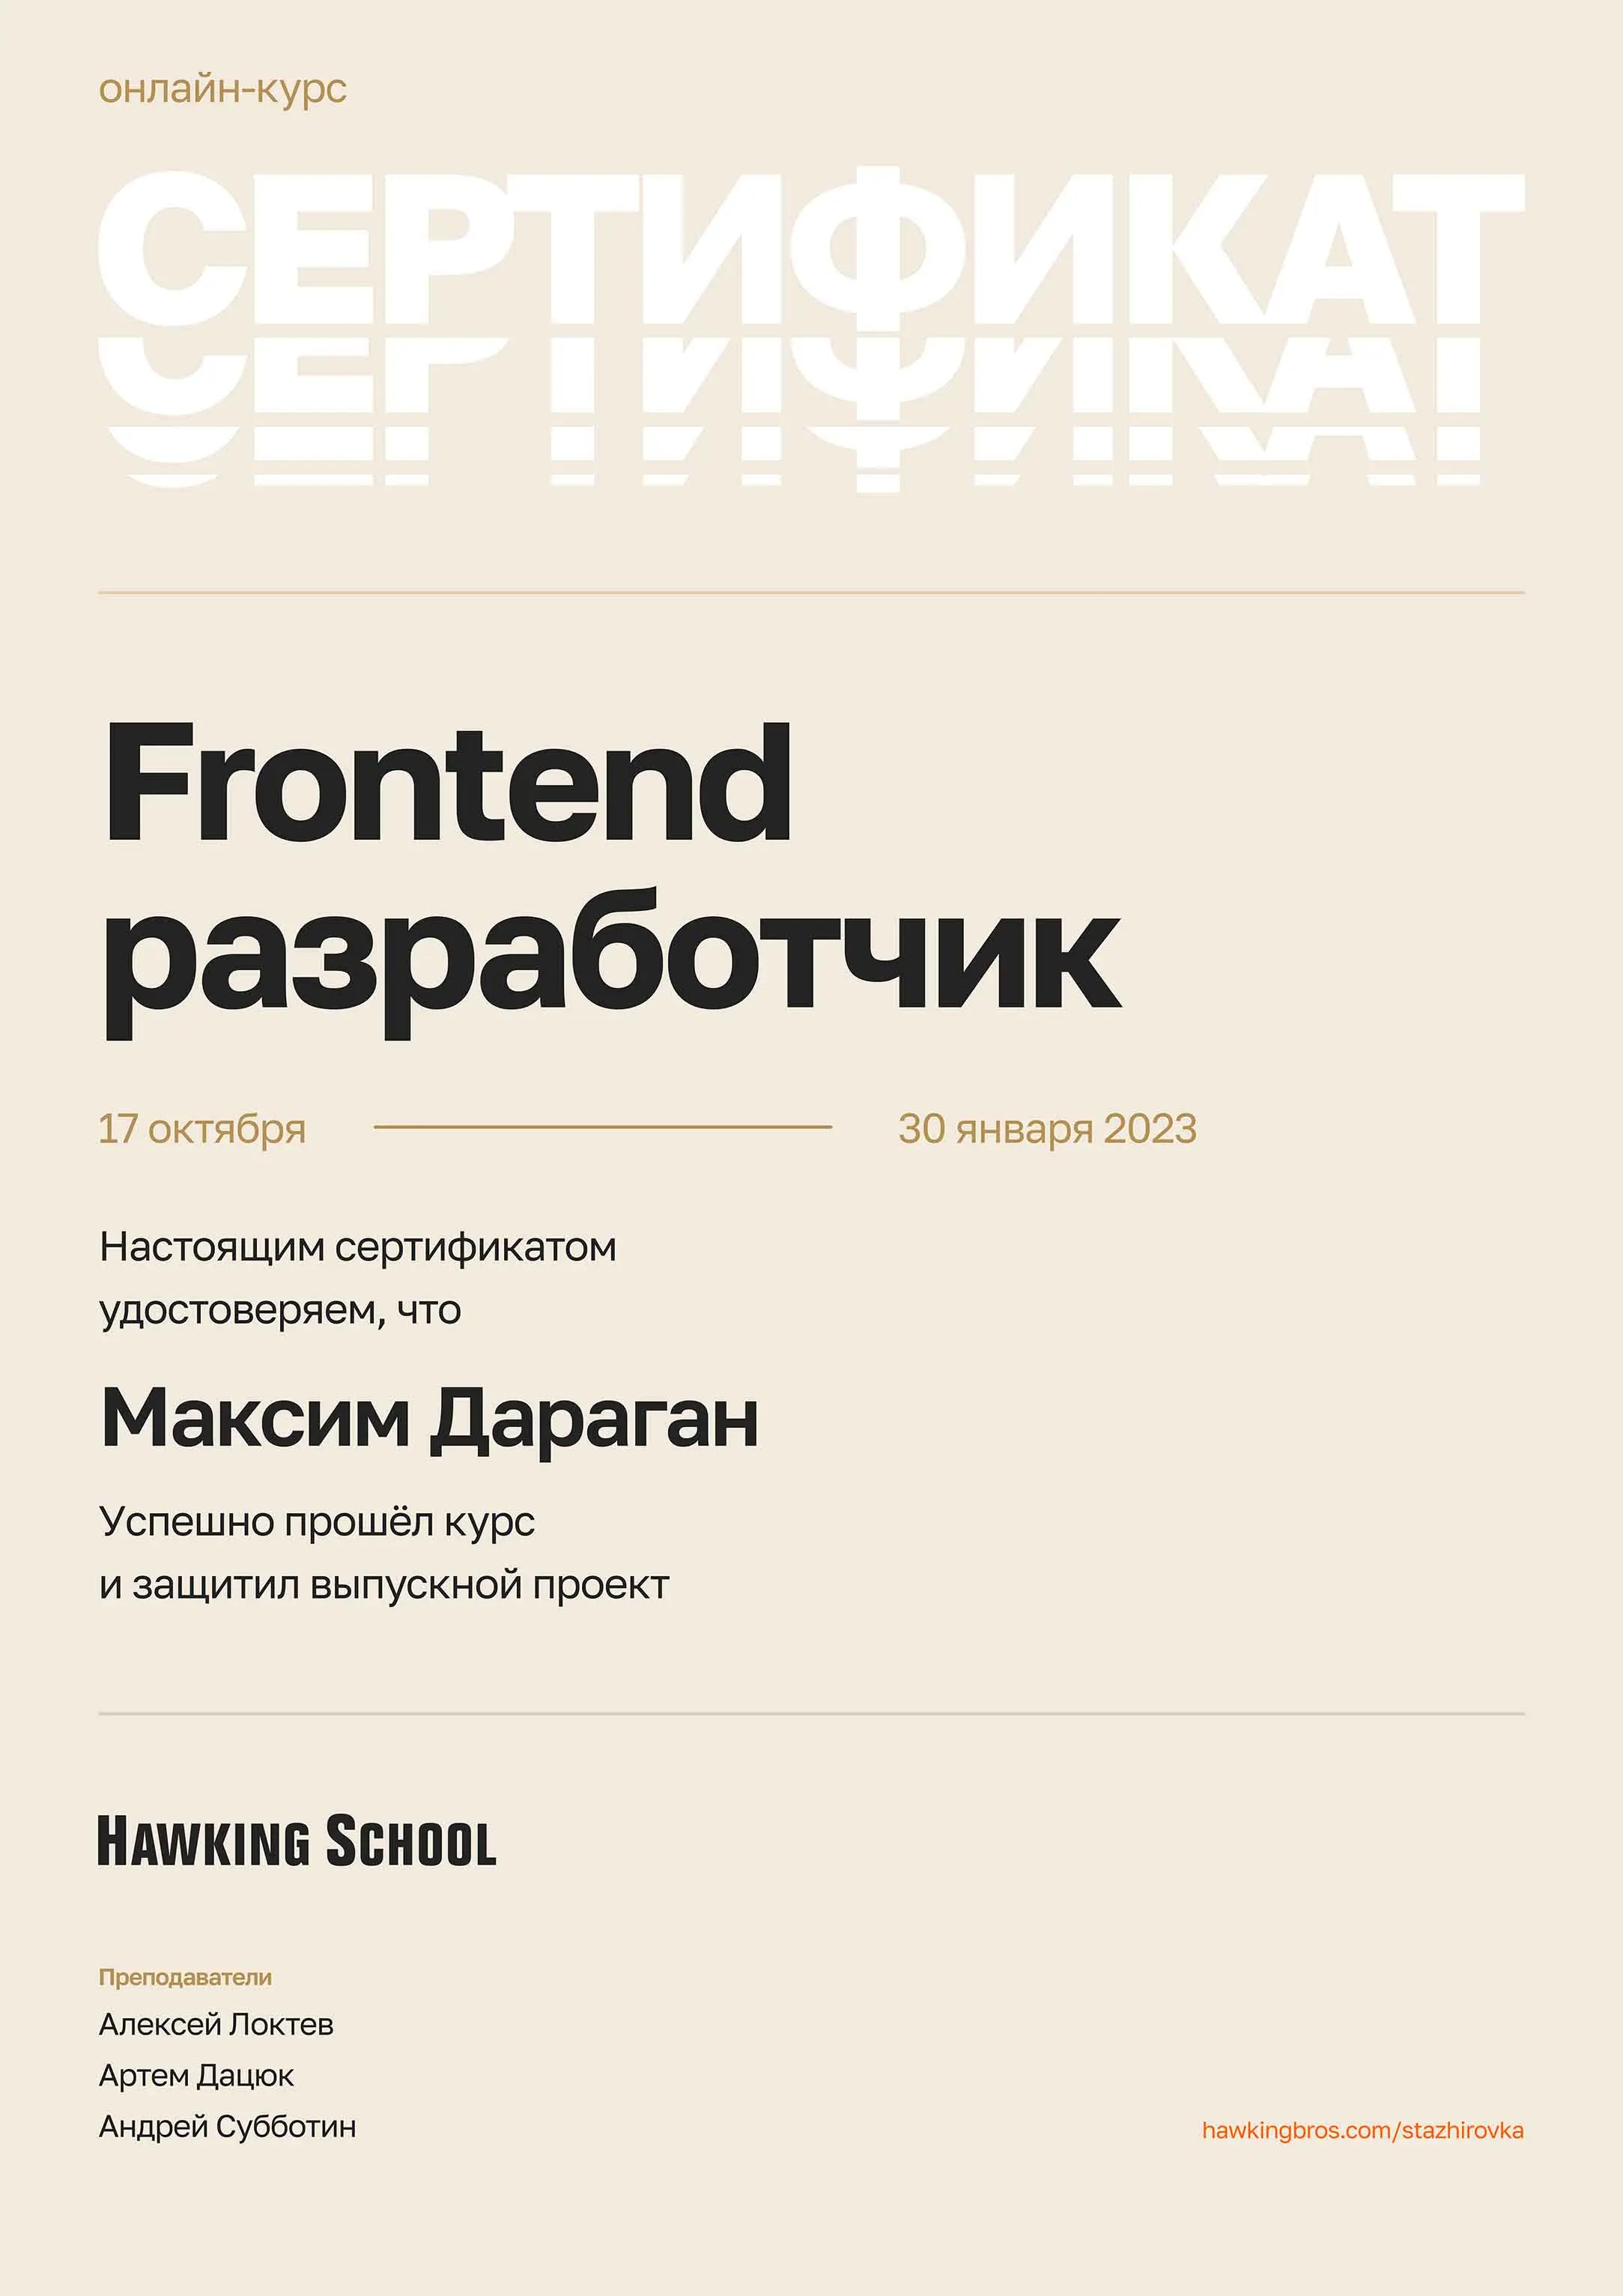 онлайн-курс
СЕРТИФИКАТ
Frontend
разработчик
17 октября 30 января 2023
Настоящим сертификатом
удостоверяем, что
Максим Дараган
Успешно прошёл курс
и защитил выпускной проект
HAWKING SCHOOL
Преподаватели
Алексей Локтев
Артем Дацюк
Андрей Субботин
hawkingbros.com/stazhirovka